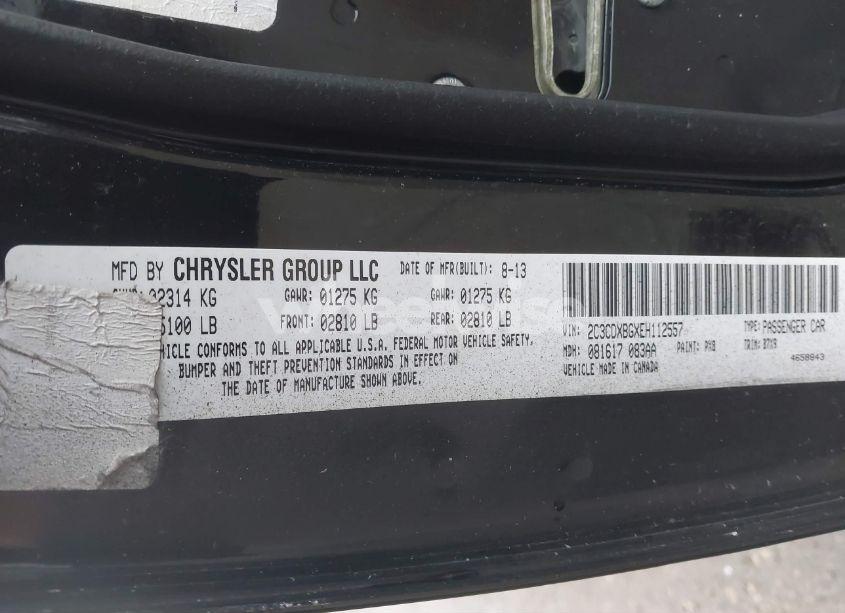 MFD BY CHRYSLER GROUP LLC DATE OF MFR(BUILT): 8-13
02314 KG GAWR: 01275 KG GAWR: 01275 KG
5100 LB FRONT: 02810 LB REAR: 02810 LB
HICLE CONFORMS TO ALL APPLICABLE U.S.A. FEDERAL MOTOR VEHICLE SAFETY,
BUMPER AND THEFT PREVENTION STANDARDS IN EFFECT ON
THE DATE OF MANUFACTURE SHOWN ABOVE.
VIN: 2C3CDXBGXEH112557 TYPE: PASSENGER CAR
MDH: 081617 083AA PAINT: PX8 TRIM: B7X9
VEHICLE MADE IN CANADA 4658943